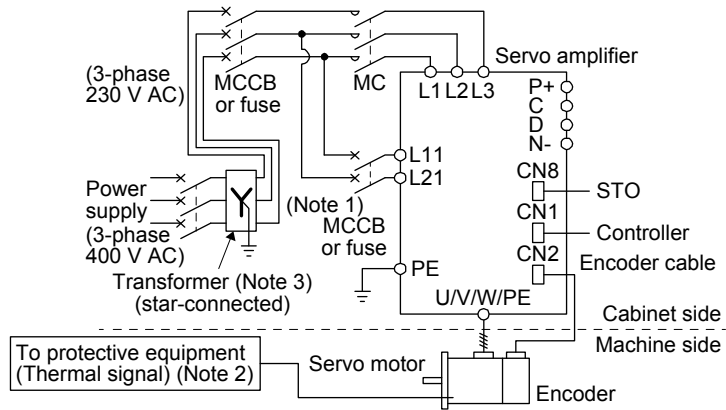 Servo amplifier
(3-phase
230 V AC)
MCCB
or fuse
MC
L1 L2 L3
P+
C
D
N-
L11
L21
CN8
STO
Power
supply
(3-phase
400 V AC)
(Note 1)
MCCB
or fuse
CN1
Controller
CN2
Encoder cable
PE
Transformer (Note 3)
(star-connected)
U/V/W/PE
Cabinet side
Machine side
To protective equipment
(Thermal signal) (Note 2)
Servo motor
Encoder